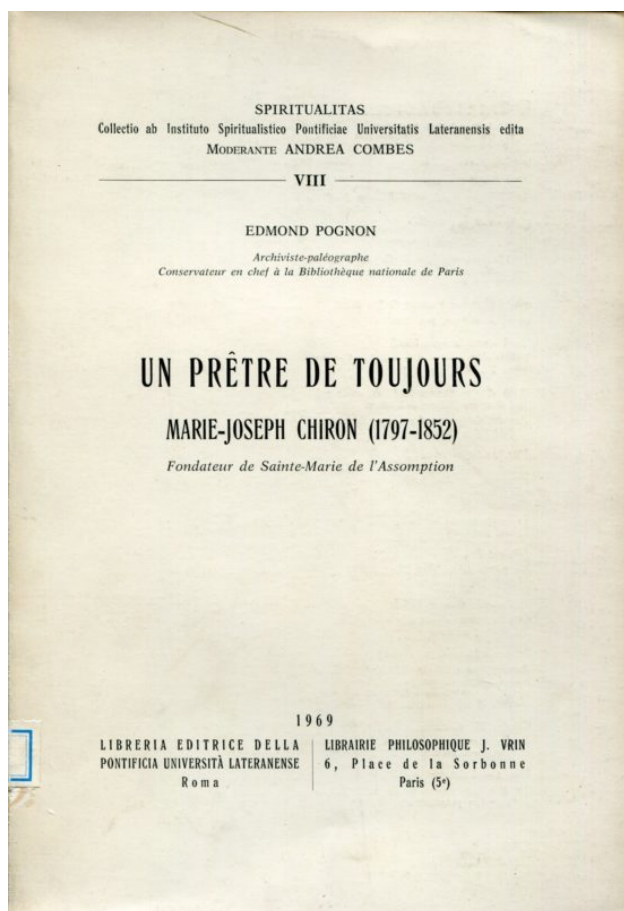 SPIRITUALITAS
Collectio ab Instituto Spiritualistico Pontificiae Universitatis Lateranensis edita
MODERANTE ANDREA COMBES
VIII
EDMOND POGNON
Archiviste-paléographe
Conservateur en chef à la Bibliothèque nationale de Paris
UN PRÊTRE DE TOUJOURS
MARIE-JOSEPH CHIRON (1797-1852)
Fondateur de Sainte-Marie de l'Assomption
1969
LIBRERIA EDITRICE DELLA
PONTIFICIA UNIVERSITÀ LATERANENSE
Roma
LIBRAIRIE PHILOSOPHIQUE J. VRIN
6, Place de la Sorbonne
Paris (5e)